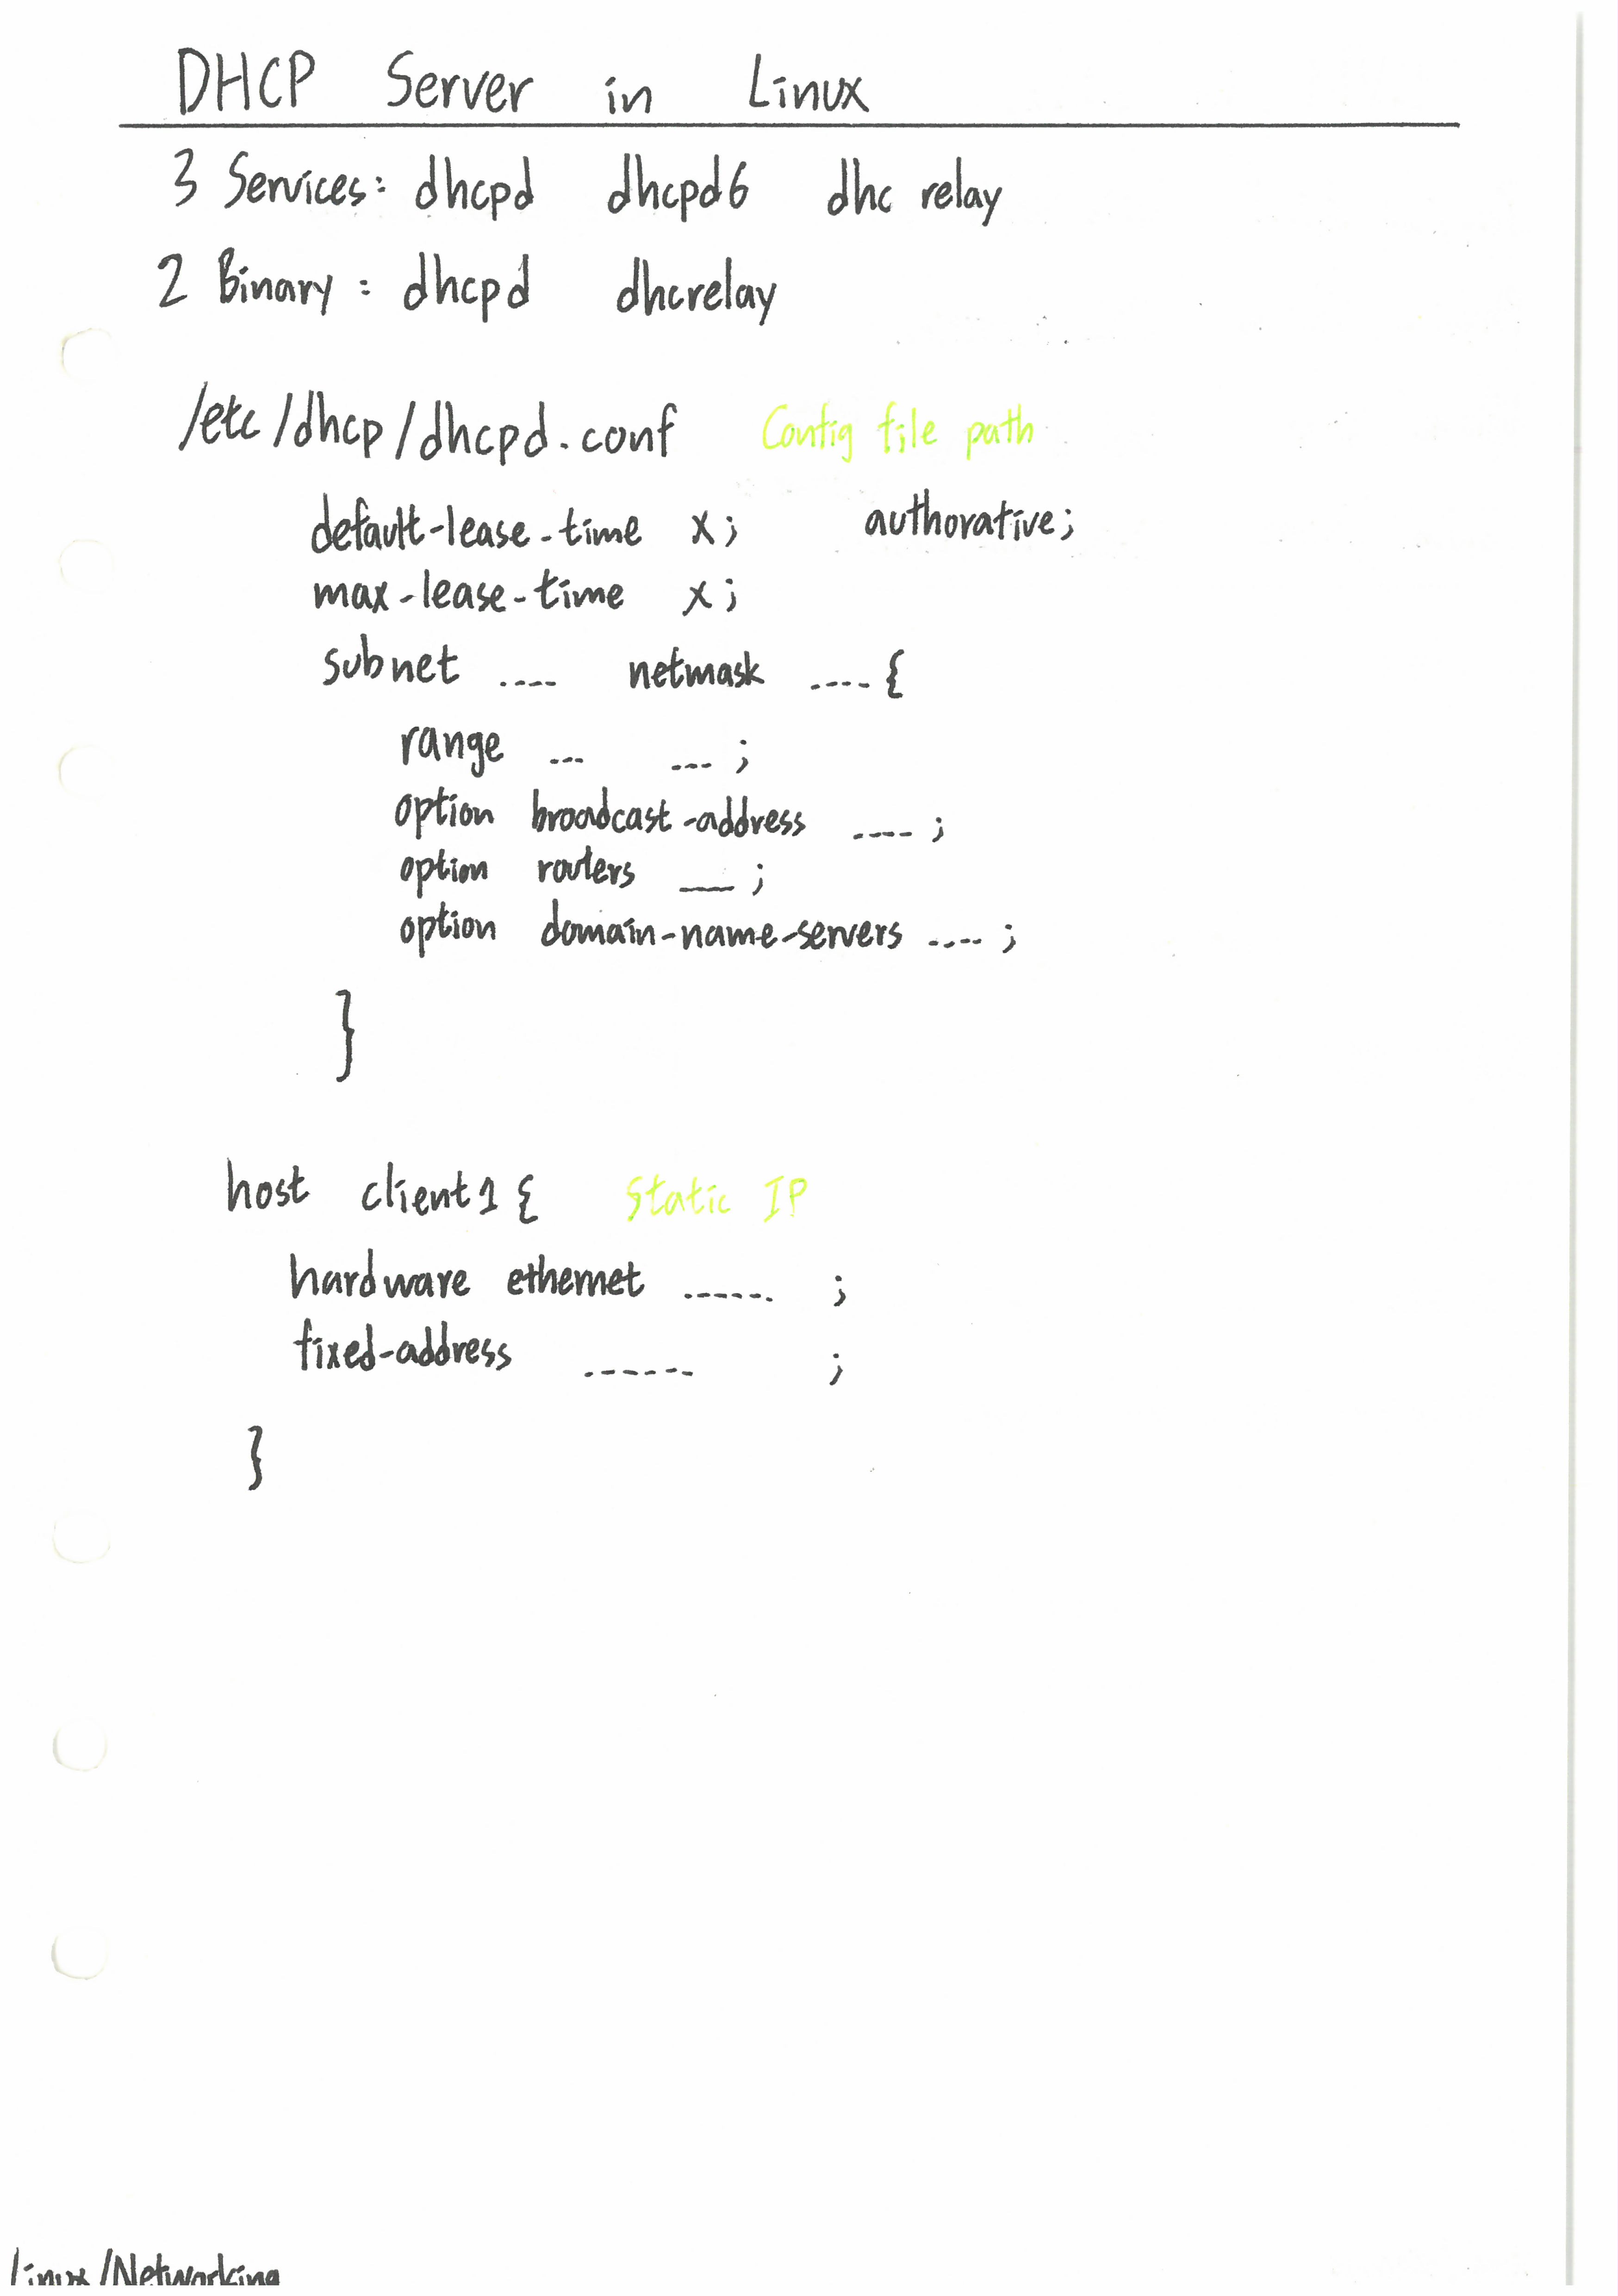 DHCP Server in Linux
3 Services: dhcpd dhcpd6 dhc relay
2 Binary: dhcpd dhcrelay
/etc/dhcp/dhcpd.conf Config file path
default-lease-time x; authorative;
max-lease-time x;
subnet .... netmask .... {
range ... ... ;
option broadcast-address .... ;
option routers __ ;
option domain-name-servers .... ;
}
host client1 { Static IP
hardware ethernet ...... ;
fixed-address ...... ;
}
Linux/Networking